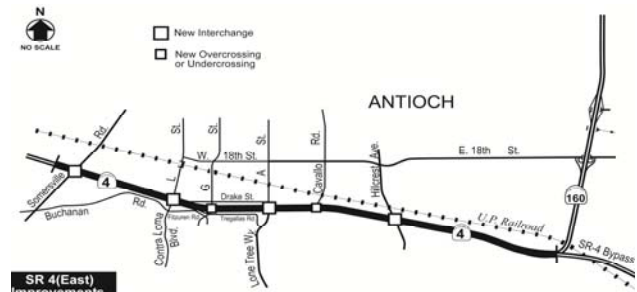 N
NO SCALE
New Interchange
New Overcrossing
or Undercrossing
ANTIOCH
Somersville Rd.
4
Buchanan Rd.
L St.
G St.
A St.
W. 18th St.
E. 18th St.
Cavallo Rd.
Hillcrest Ave.
Drake St.
Fitzuren Rd.
Tregallas Rd.
Contra Loma
Blvd.
Lone Tree Wy.
U.P. Railroad
4
160
SR-4 Bypass
SR 4(East)
Improvements